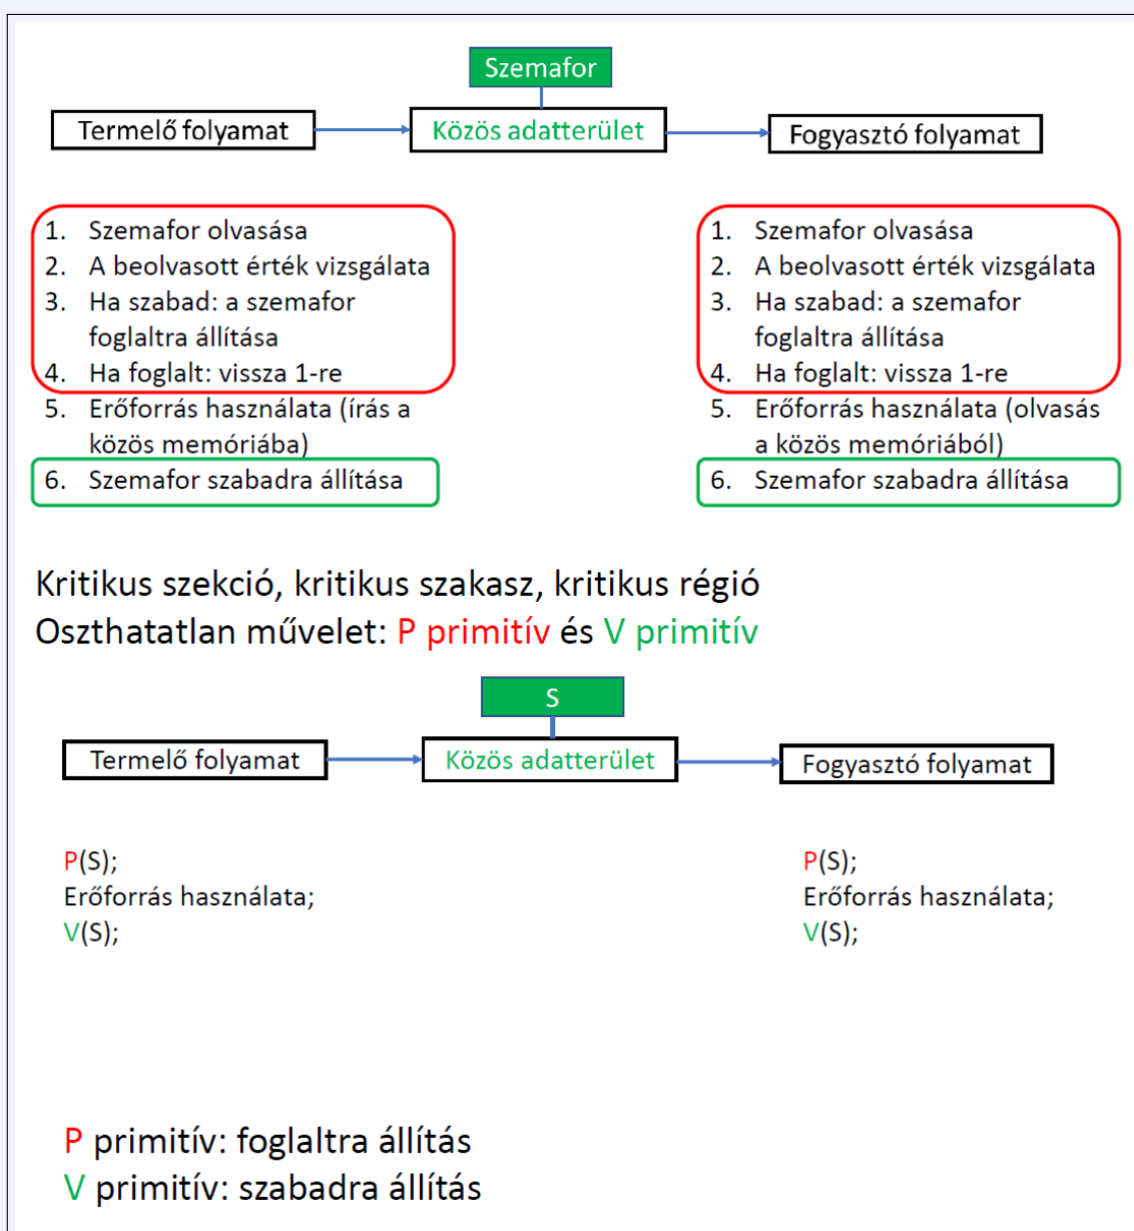 Szemafor
Termelő folyamat
Közös adatterület
Fogyasztó folyamat
1. Szemafor olvasása
2. A beolvasott érték vizsgálata
3. Ha szabad: a szemafor
foglaltra állítása
4. Ha foglalt: vissza 1-re
5. Erőforrás használata (írás a
közös memóriába)
6. Szemafor szabadra állítása
1. Szemafor olvasása
2. A beolvasott érték vizsgálata
3. Ha szabad: a szemafor
foglaltra állítása
4. Ha foglalt: vissza 1-re
5. Erőforrás használata (olvasás
a közös memóriából)
6. Szemafor szabadra állítása
Kritikus szekció, kritikus szakasz, kritikus régió
Oszthatatlan művelet: P primitív és V primitív
S
Termelő folyamat
Közös adatterület
Fogyasztó folyamat
P(S);
Erőforrás használata;
V(S);
P(S);
Erőforrás használata;
V(S);
P primitív: foglaltra állítás
V primitív: szabadra állítás